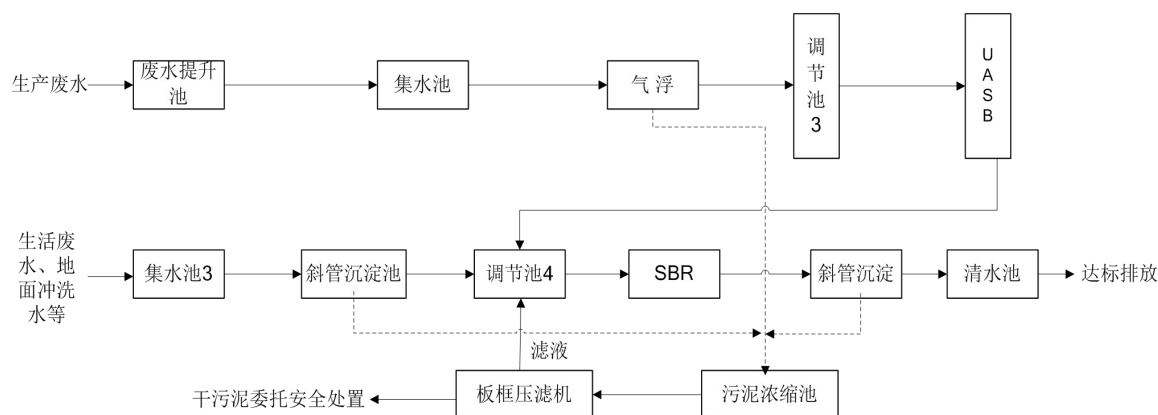 生产废水
废水提升
池
集水池
气 浮
调
节
池
3
U
A
S
B
生活废
水、地
面冲洗
水等
集水池3
斜管沉淀池
调节池4
SBR
斜管沉淀
清水池
达标排放
滤液
干污泥委托安全处置
板框压滤机
污泥浓缩池